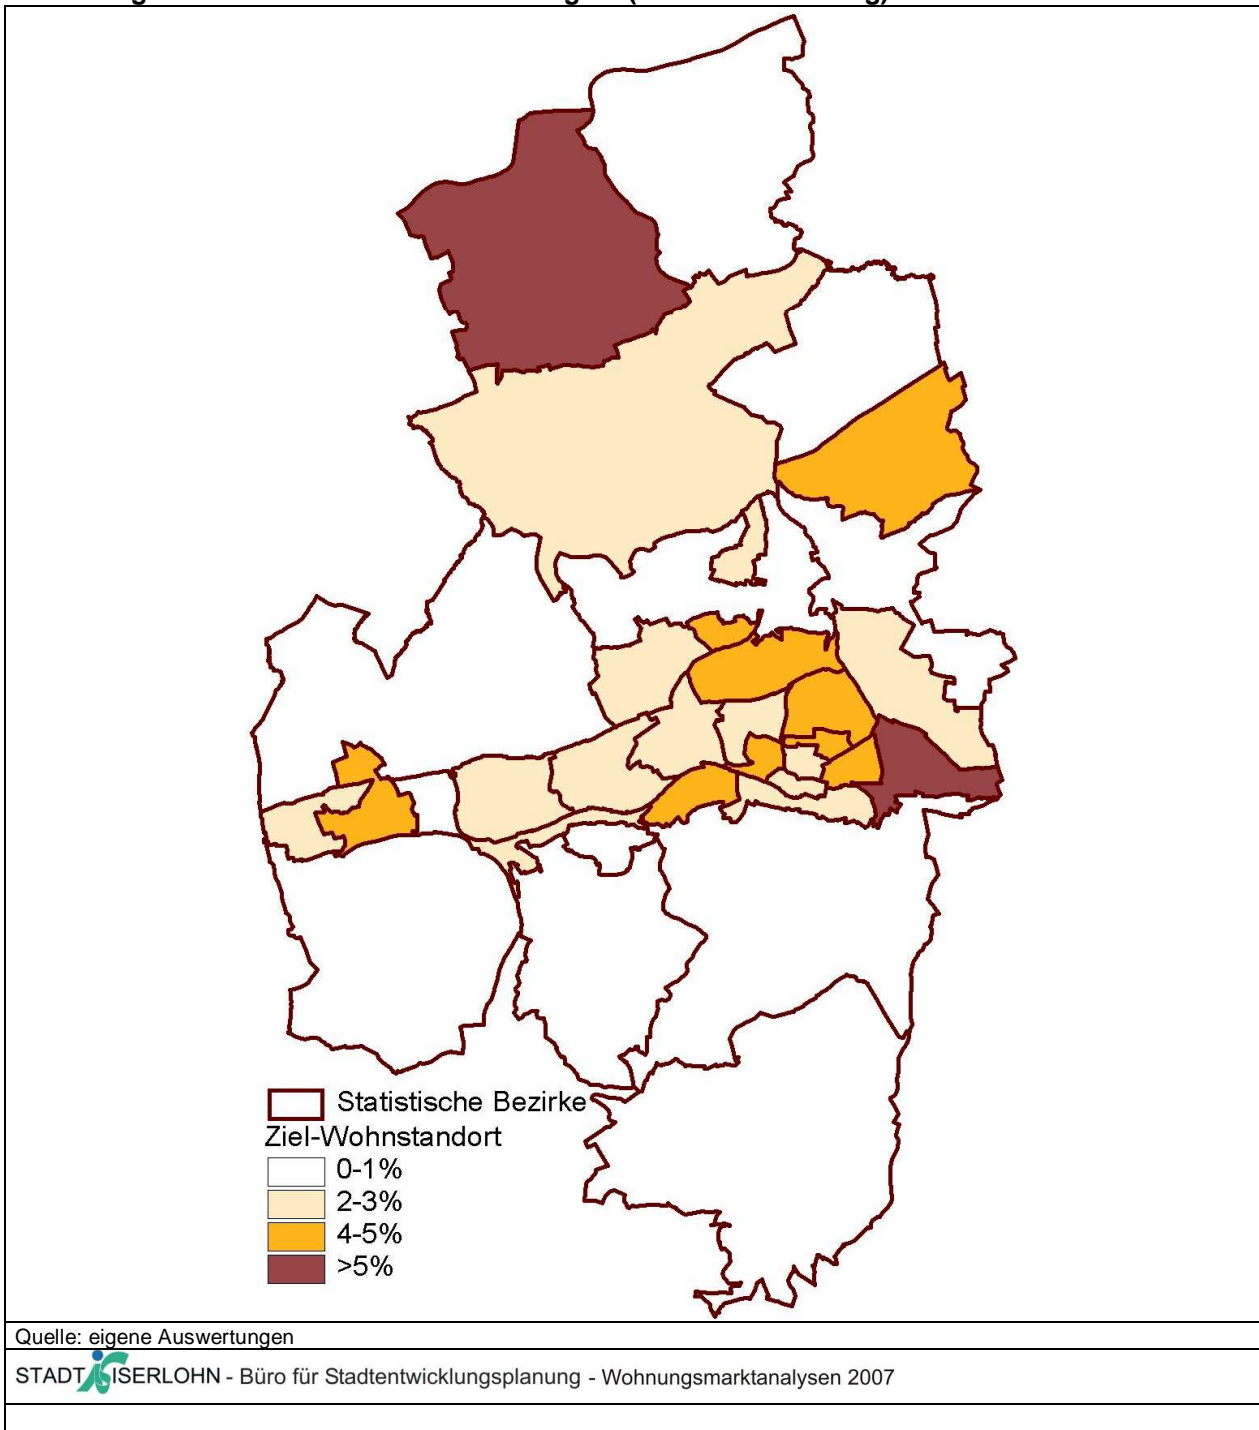 Statistische Bezirke
Ziel-Wohnstandort
0-1%
2-3%
4-5%
>5%
Quelle: eigene Auswertungen
STADT ISERLOHN - Büro für Stadtentwicklungsplanung - Wohnungsmarktanalysen 2007